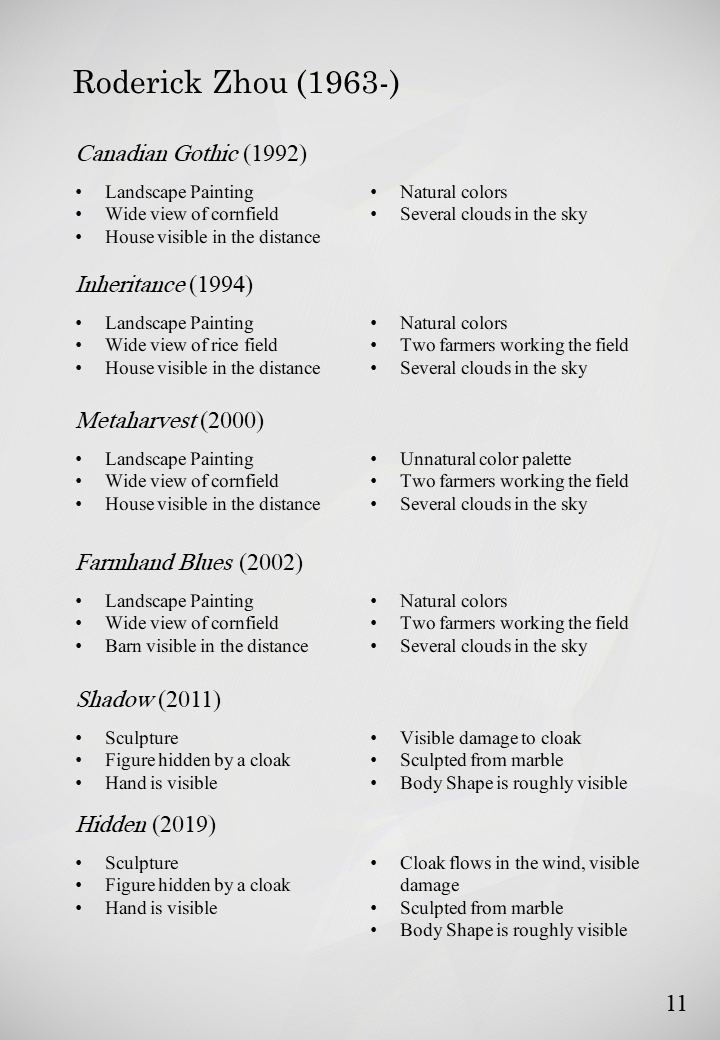 Roderick Zhou (1963-)
Canadian Gothic (1992)
• Landscape Painting
• Wide view of cornfield
• House visible in the distance
• Natural colors
• Several clouds in the sky
Inheritance (1994)
• Landscape Painting
• Wide view of rice field
• House visible in the distance
• Natural colors
• Two farmers working the field
• Several clouds in the sky
Metaharvest (2000)
• Landscape Painting
• Wide view of cornfield
• House visible in the distance
• Unnatural color palette
• Two farmers working the field
• Several clouds in the sky
Farmhand Blues (2002)
• Landscape Painting
• Wide view of cornfield
• Barn visible in the distance
• Natural colors
• Two farmers working the field
• Several clouds in the sky
Shadow (2011)
• Sculpture
• Figure hidden by a cloak
• Hand is visible
• Visible damage to cloak
• Sculpted from marble
• Body Shape is roughly visible
Hidden (2019)
• Sculpture
• Figure hidden by a cloak
• Hand is visible
• Cloak flows in the wind, visible
damage
• Sculpted from marble
• Body Shape is roughly visible
11